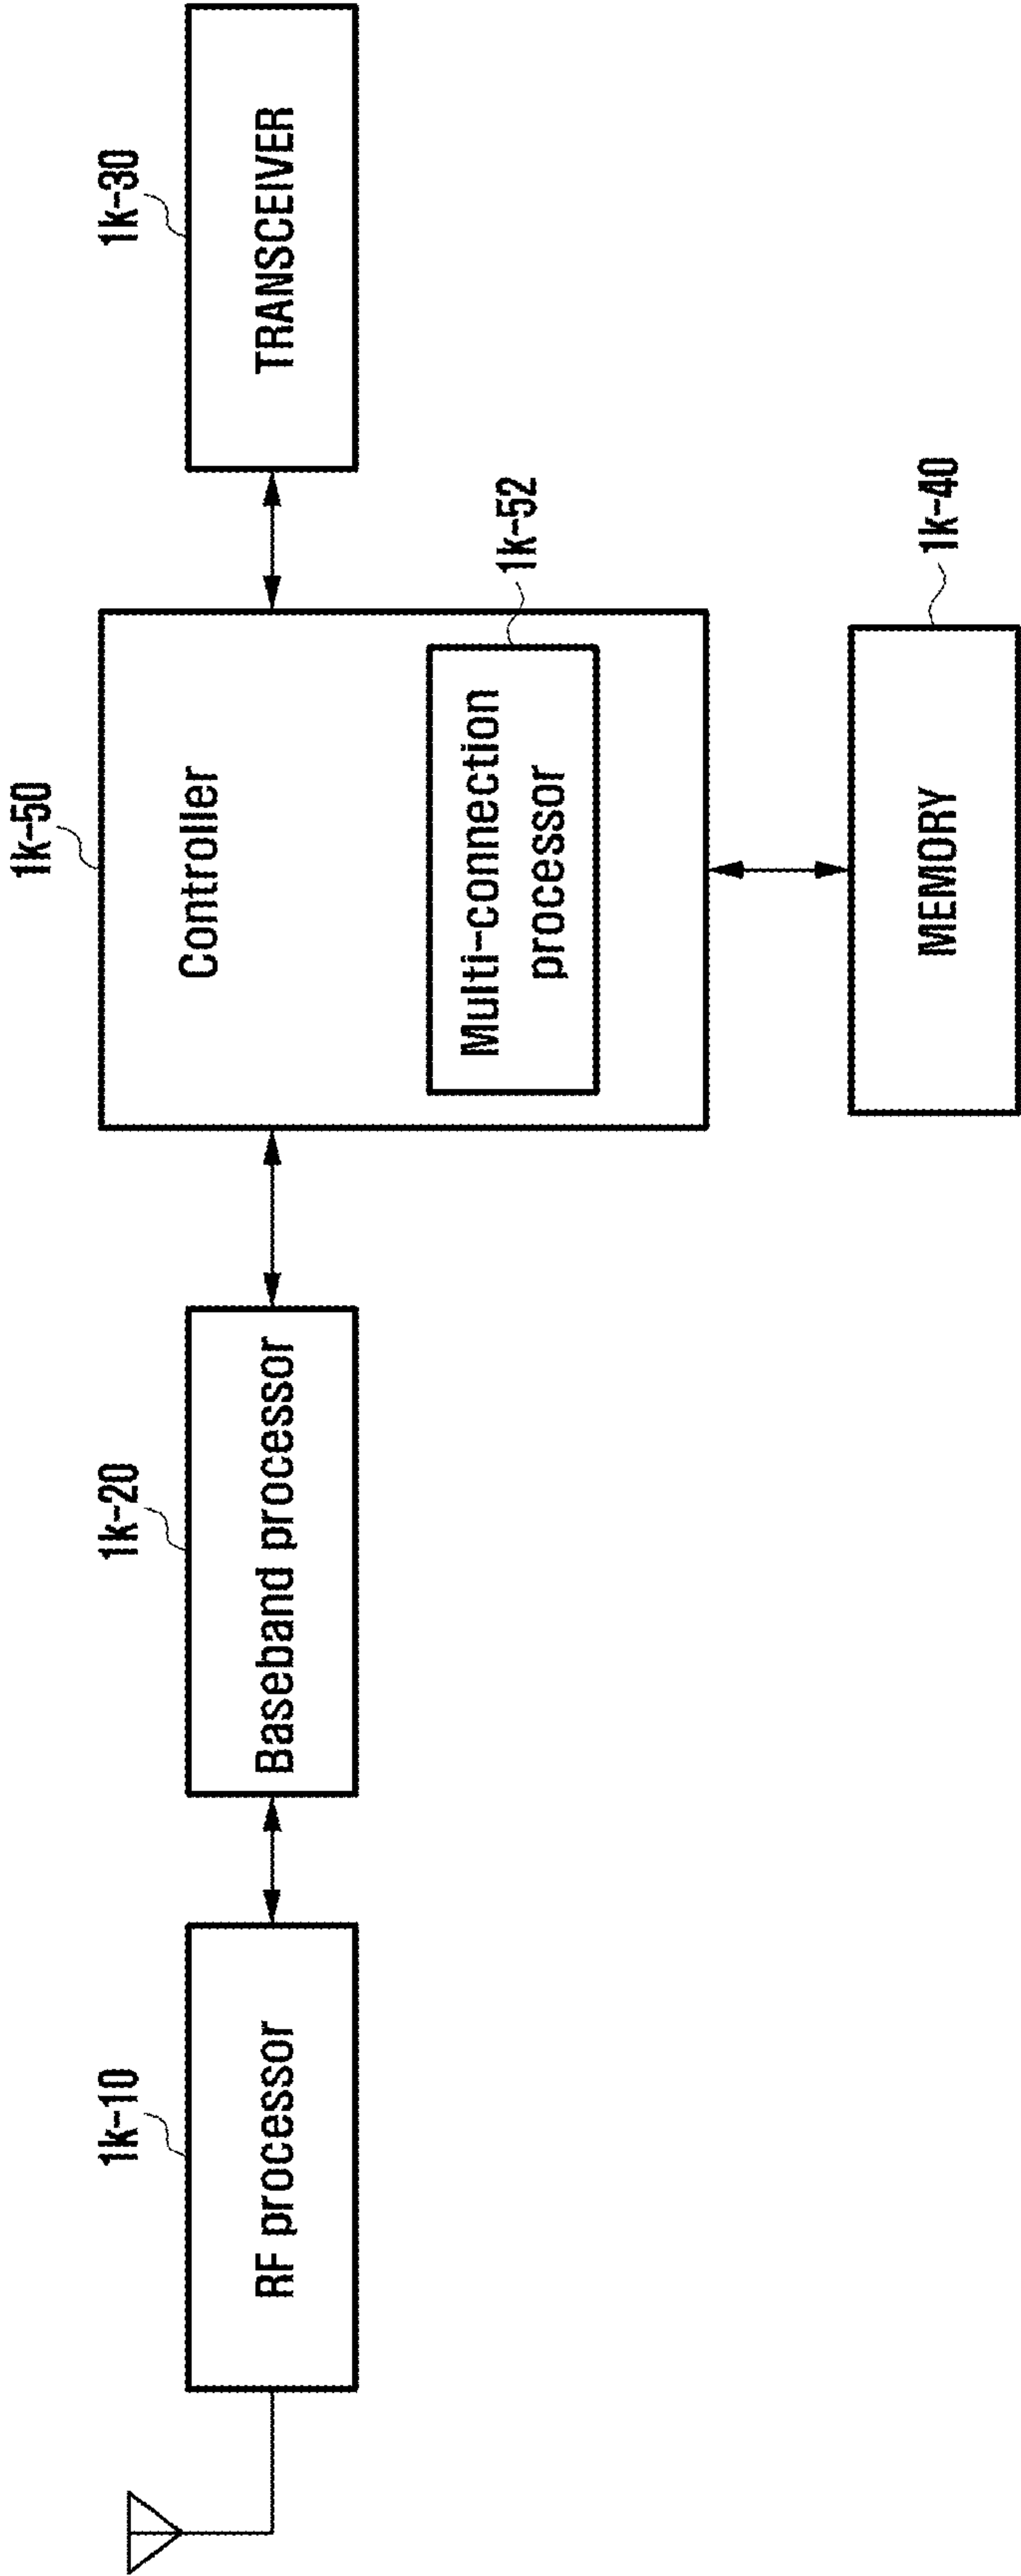 1k-10
RF processor
1k-20
Baseband processor
1k-50
Controller
1k-52
Multi-connection
processor
1k-30
TRANSCEIVER
1k-40
MEMORY